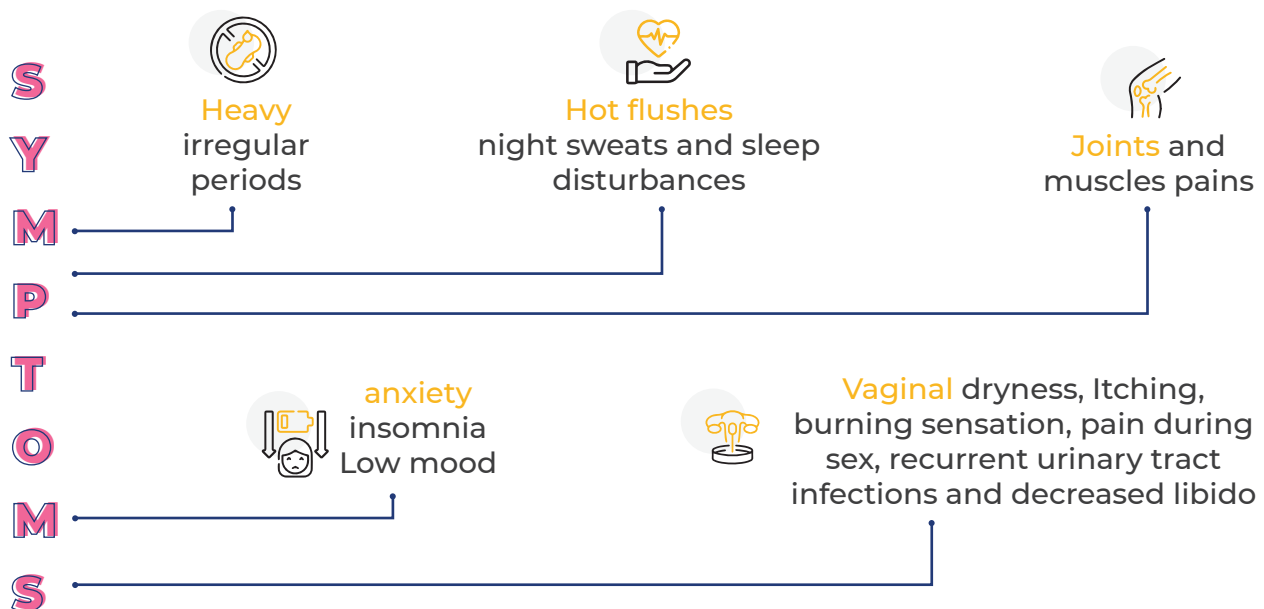 SYMPTOMS
Heavy
irregular
periods
Hot flushes
night sweats and sleep
disturbances
Joints and
muscles pains
anxiety
insomnia
Low mood
Vaginal dryness, Itching,
burning sensation, pain during
sex, recurrent urinary tract
infections and decreased libido